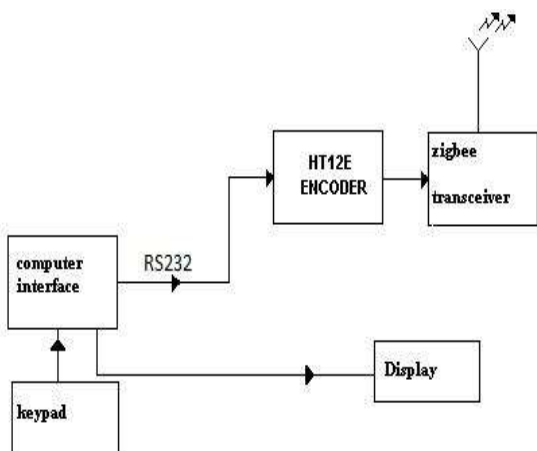 HT12E
ENCODER
zigbee
transceiver
RS232
computer
interface
Display
keypad